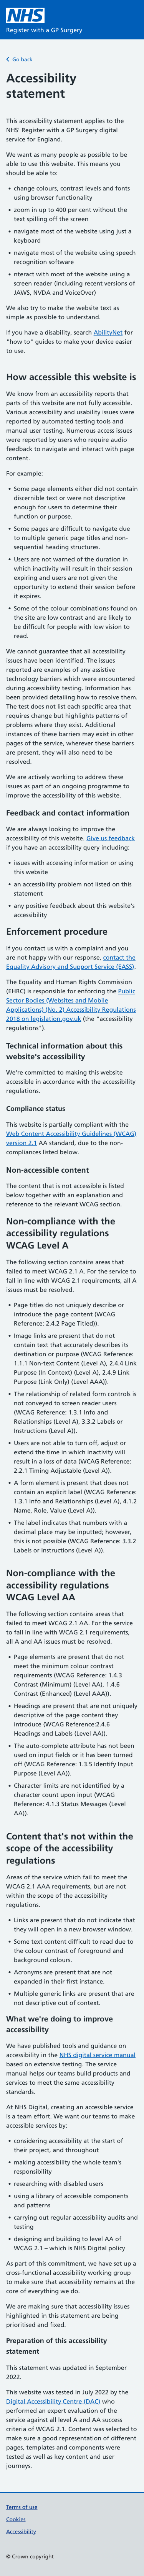 NHS
Register with a GP Surgery
Go back
Accessibility
statement
This accessibility statement applies to the
NHS' Register with a GP Surgery digital
service for England.
We want as many people as possible to be
able to use this website. This means you
should be able to:
• change colours, contrast levels and fonts
using browser functionality
• zoom in up to 400 per cent without the
text spilling off the screen
• navigate most of the website using just a
keyboard
• navigate most of the website using speech
recognition software
• nteract with most of the website using a
screen reader (including recent versions of
JAWS, NVDA and VoiceOver)
We also try to make the website text as
simple as possible to understand.
If you have a disability, search AbilityNet for
"how to" guides to make your device easier
to use.
How accessible this website is
We know from an accessibility reports that
parts of this website are not fully accessible.
Various accessibility and usability issues were
reported by automated testing tools and
manual user testing. Numerous access issues
were reported by users who require audio
feedback to navigate and interact with page
content.
For example:
• Some page elements either did not contain
discernible text or were not descriptive
enough for users to determine their
function or purpose.
• Some pages are difficult to navigate due
to multiple generic page titles and non-
sequential heading structures.
• Users are not warned of the duration in
which inactivity will result in their session
expiring and users are not given the
opportunity to extend their session before
it expires.
• Some of the colour combinations found on
the site are low contrast and are likely to
be difficult for people with low vision to
read.
We cannot guarantee that all accessibility
issues have been identified. The issues
reported are examples of any assistive
technology barriers which were encountered
during accessibility testing. Information has
been provided detailing how to resolve them.
The text does not list each specific area that
requires change but highlights patterns of
problems as they may exist. Additional
instances of these barriers may exist in other
pages of the service, wherever these barriers
are present, they will also need to be
resolved.
We are actively working to address these
issues as part of an ongoing programme to
improve the accessibility of this website.
Feedback and contact information
We are always looking to improve the
accessibility of this website. Give us feedback
if you have an accessibility query including:
• issues with accessing information or using
this website
• an accessibility problem not listed on this
statement
• any positive feedback about this website's
accessibility
Enforcement procedure
If you contact us with a complaint and you
are not happy with our response, contact the
Equality Advisory and Support Service (EASS).
The Equality and Human Rights Commission
(EHRC) is responsible for enforcing the Public
Sector Bodies (Websites and Mobile
Applications) (No. 2) Accessibility Regulations
2018 on legislation.gov.uk (the "accessibility
regulations").
Technical information about this
website's accessibility
We're committed to making this website
accessible in accordance with the accessibility
regulations.
Compliance status
This website is partially compliant with the
Web Content Accessibility Guidelines (WCAG)
version 2.1 AA standard, due to the non-
compliances listed below.
Non-accessible content
The content that is not accessible is listed
below together with an explanation and
reference to the relevant WCAG section.
Non-compliance with the
accessibility regulations
WCAG Level A
The following section contains areas that
failed to meet WCAG 2.1 A. For the service to
fall in line with WCAG 2.1 requirements, all A
issues must be resolved.
• Page titles do not uniquely describe or
introduce the page content (WCAG
Reference: 2.4.2 Page Titled)).
• Image links are present that do not
contain text that accurately describes its
destination or purpose (WCAG Reference:
1.1.1 Non-text Content (Level A), 2.4.4 Link
Purpose (In Context) (Level A), 2.4.9 Link
Purpose (Link Only) (Level AAA)).
• The relationship of related form controls is
not conveyed to screen reader users
(WCAG Reference: 1.3.1 Info and
Relationships (Level A), 3.3.2 Labels or
Instructions (Level A)).
• Users are not able to turn off, adjust or
extend the time in which inactivity will
result in a loss of data (WCAG Reference:
2.2.1 Timing Adjustable (Level A)).
• A form element is present that does not
contain an explicit label (WCAG Reference:
1.3.1 Info and Relationships (Level A), 4.1.2
Name, Role, Value (Level A)).
• The label indicates that numbers with a
decimal place may be inputted; however,
this is not possible (WCAG Reference: 3.3.2
Labels or Instructions (Level A)).
Non-compliance with the
accessibility regulations
WCAG Level AA
The following section contains areas that
failed to meet WCAG 2.1 AA. For the service
to fall in line with WCAG 2.1 requirements,
all A and AA issues must be resolved.
• Page elements are present that do not
meet the minimum colour contrast
requirements (WCAG Reference: 1.4.3
Contrast (Minimum) (Level AA), 1.4.6
Contrast (Enhanced) (Level AAA)).
• Headings are present that are not uniquely
descriptive of the page content they
introduce (WCAG Reference:2.4.6
Headings and Labels (Level AA)).
• The auto-complete attribute has not been
used on input fields or it has been turned
off (WCAG Reference: 1.3.5 Identify Input
Purpose (Level AA)).
• Character limits are not identified by a
character count upon input (WCAG
Reference: 4.1.3 Status Messages (Level
AA)).
Content that's not within the
scope of the accessibility
regulations
Areas of the service which fail to meet the
WCAG 2.1 AAA requirements, but are not
within the scope of the accessibility
regulations.
• Links are present that do not indicate that
they will open in a new browser window.
• Some text content difficult to read due to
the colour contrast of foreground and
background colours.
• Acronyms are present that are not
expanded in their first instance.
• Multiple generic links are present that are
not descriptive out of context.
What we're doing to improve
accessibility
We have published tools and guidance on
accessibility in the NHS digital service manual
based on extensive testing. The service
manual helps our teams build products and
services to meet the same accessibility
standards.
At NHS Digital, creating an accessible service
is a team effort. We want our teams to make
accessible services by:
• considering accessibility at the start of
their project, and throughout
• making accessibility the whole team's
responsibility
• researching with disabled users
• using a library of accessible components
and patterns
• carrying out regular accessibility audits and
testing
• designing and building to level AA of
WCAG 2.1 – which is NHS Digital policy
As part of this commitment, we have set up a
cross-functional accessibility working group
to make sure that accessibility remains at the
core of everything we do.
We are making sure that accessibility issues
highlighted in this statement are being
prioritised and fixed.
Preparation of this accessibility
statement
This statement was updated in September
2022.
This website was tested in July 2022 by the
Digital Accessibility Centre (DAC) who
performed an expert evaluation of the
service against all level A and AA success
criteria of WCAG 2.1. Content was selected to
make sure a good representation of different
pages, templates and components were
tested as well as key content and user
journeys.
Terms of use
Cookies
Accessibility
© Crown copyright